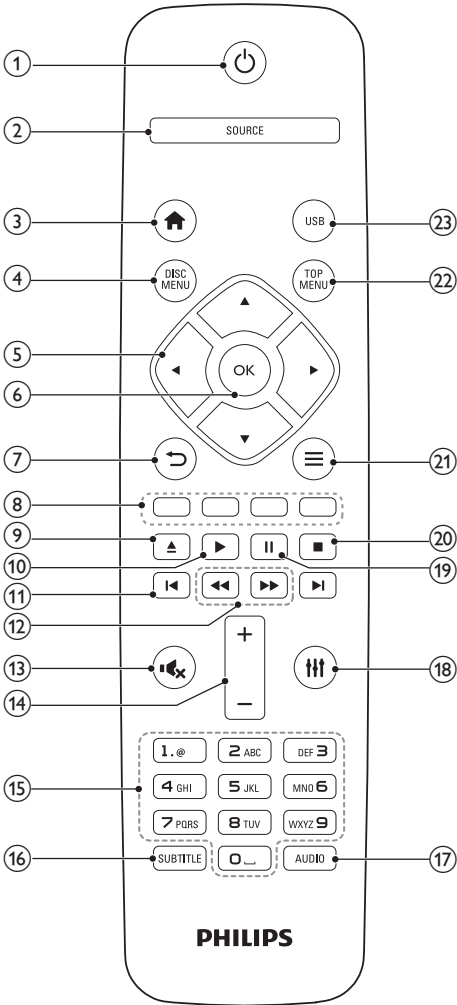 1
2 SOURCE
3 USB 23
4 DISC MENU TOP MENU 22
5
6 OK
7 21
8
9 20
10 19
11
12
+
13 18
14
−
1.@ 2 ABC DEF 3
15 4 GHI 5 JKL MNO 6
7 PQRS 8 TUV WXYZ 9
16 SUBTITLE 0 AUDIO 17
PHILIPS